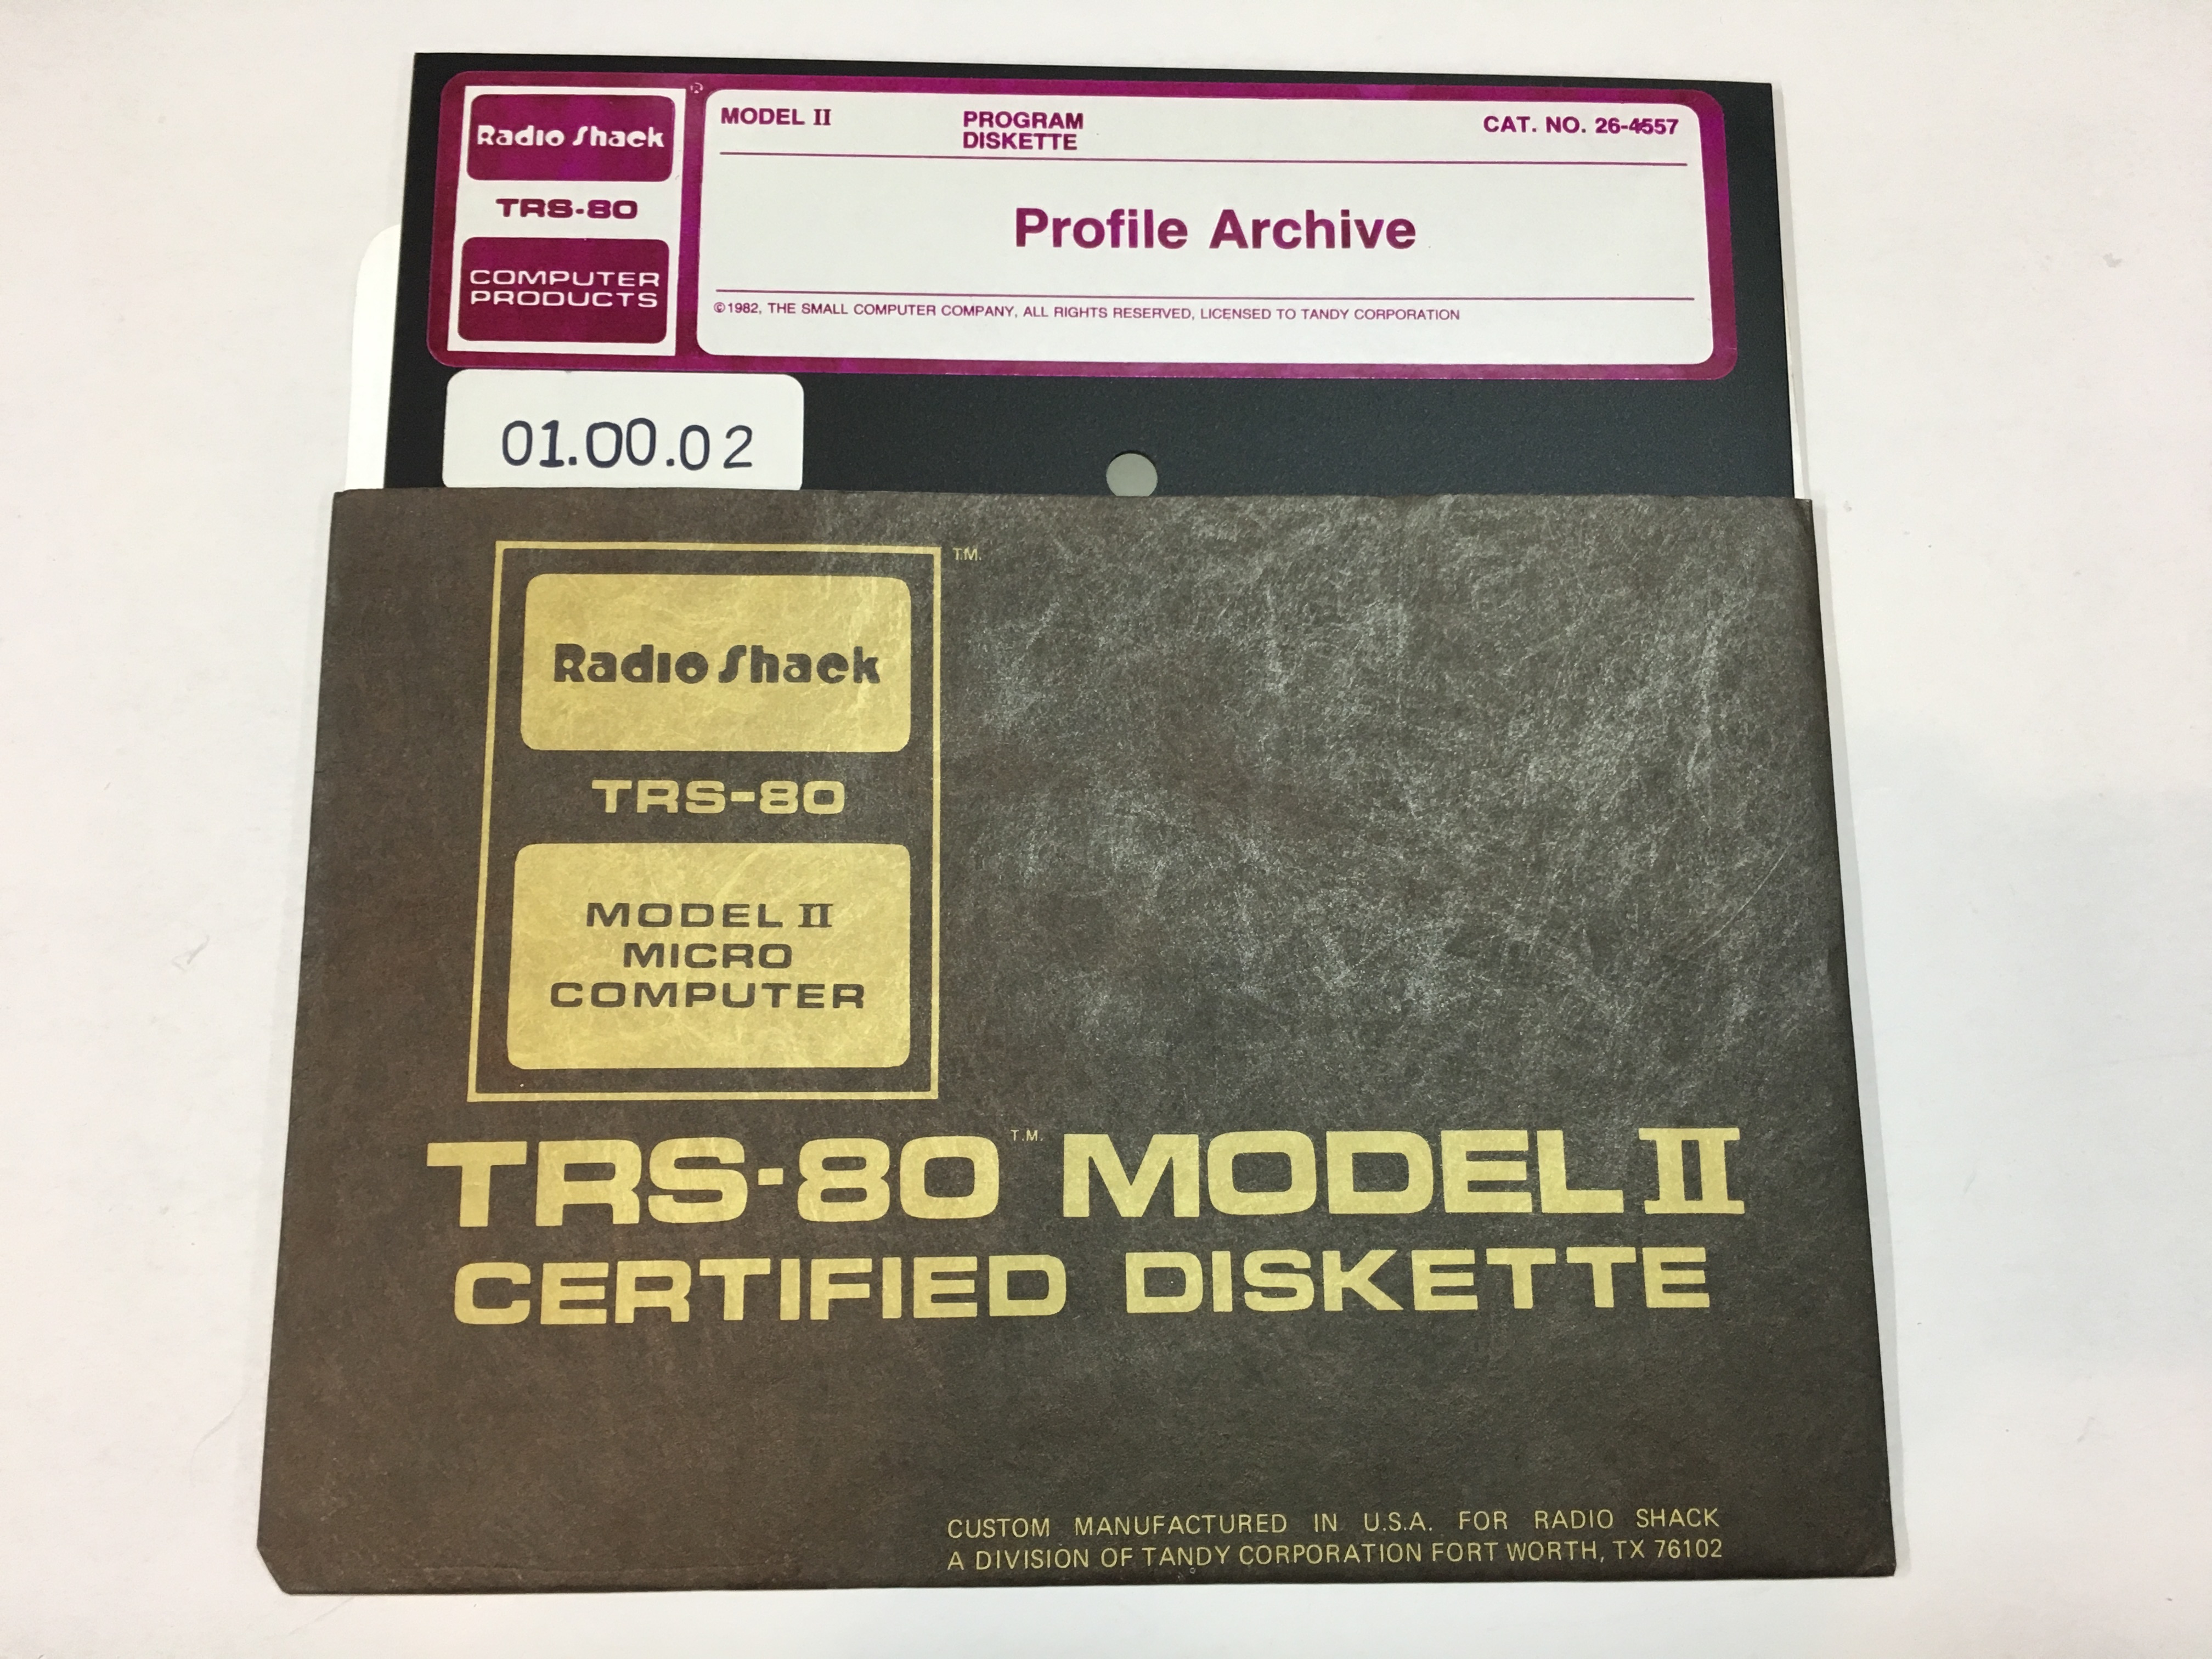 Radio Shack
®
TRS-80
COMPUTER
PRODUCTS
MODEL II
PROGRAM
DISKETTE
CAT. NO. 26-4557
Profile Archive
©1982, THE SMALL COMPUTER COMPANY, ALL RIGHTS RESERVED, LICENSED TO TANDY CORPORATION
01.00.02
T.M.
Radio Shack
TRS-80
MODEL II
MICRO
COMPUTER
TRS-80 T.M. MODEL II
CERTIFIED DISKETTE
CUSTOM MANUFACTURED IN U.S.A. FOR RADIO SHACK
A DIVISION OF TANDY CORPORATION FORT WORTH, TX 76102